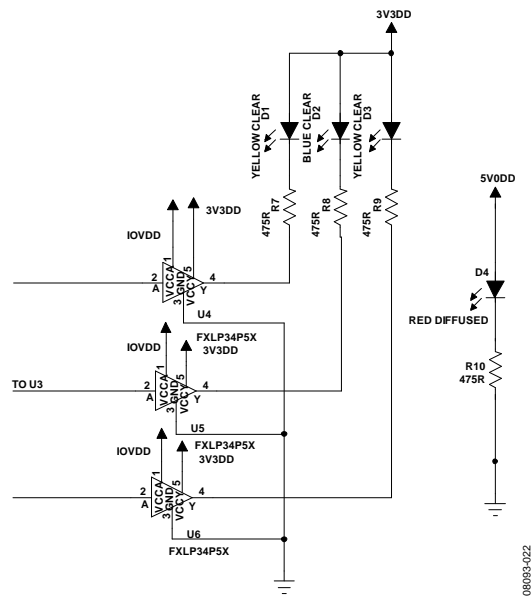 3V3DD
YELLOW CLEAR
D1
BLUE CLEAR
D2
YELLOW CLEAR
D3
475R
R7
475R
R8
475R
R9
5V0DD
D4
RED DIFFUSED
R10
475R
3V3DD
IOVDD
2
A
VCCA
1
3
GND
VCCY
5
4
Y
U4
FXLP34P5X
3V3DD
IOVDD
TO U3
2
A
VCCA
1
3
GND
VCCY
5
4
Y
U5
FXLP34P5X
3V3DD
IOVDD
2
A
VCCA
1
3
GND
VCCY
5
4
Y
U6
FXLP34P5X
08093-022